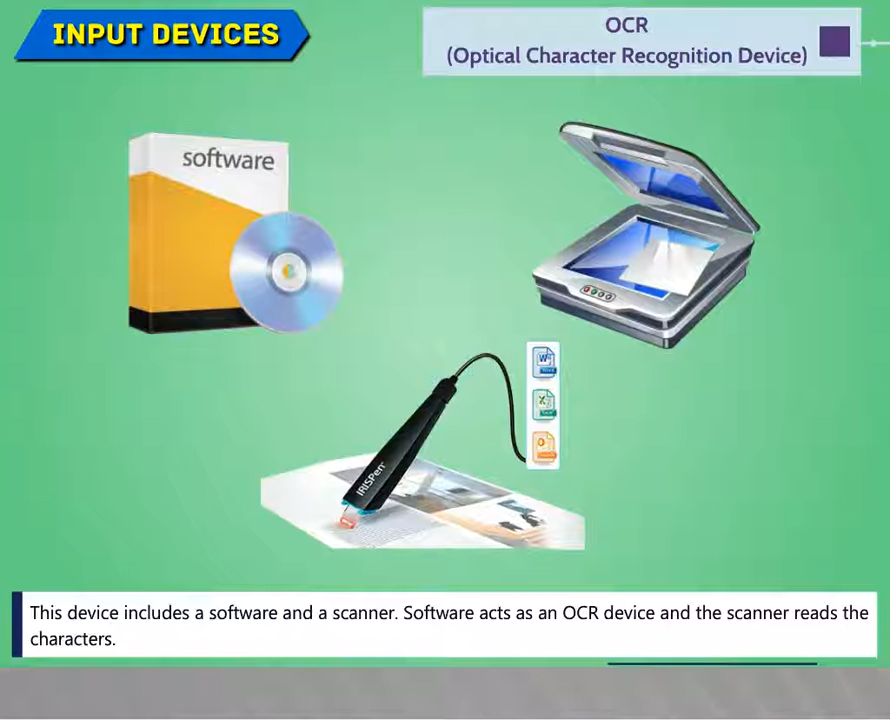 INPUT DEVICES
OCR
(Optical Character Recognition Device)
software
IRISPen
This device includes a software and a scanner. Software acts as an OCR device and the scanner reads the
characters.